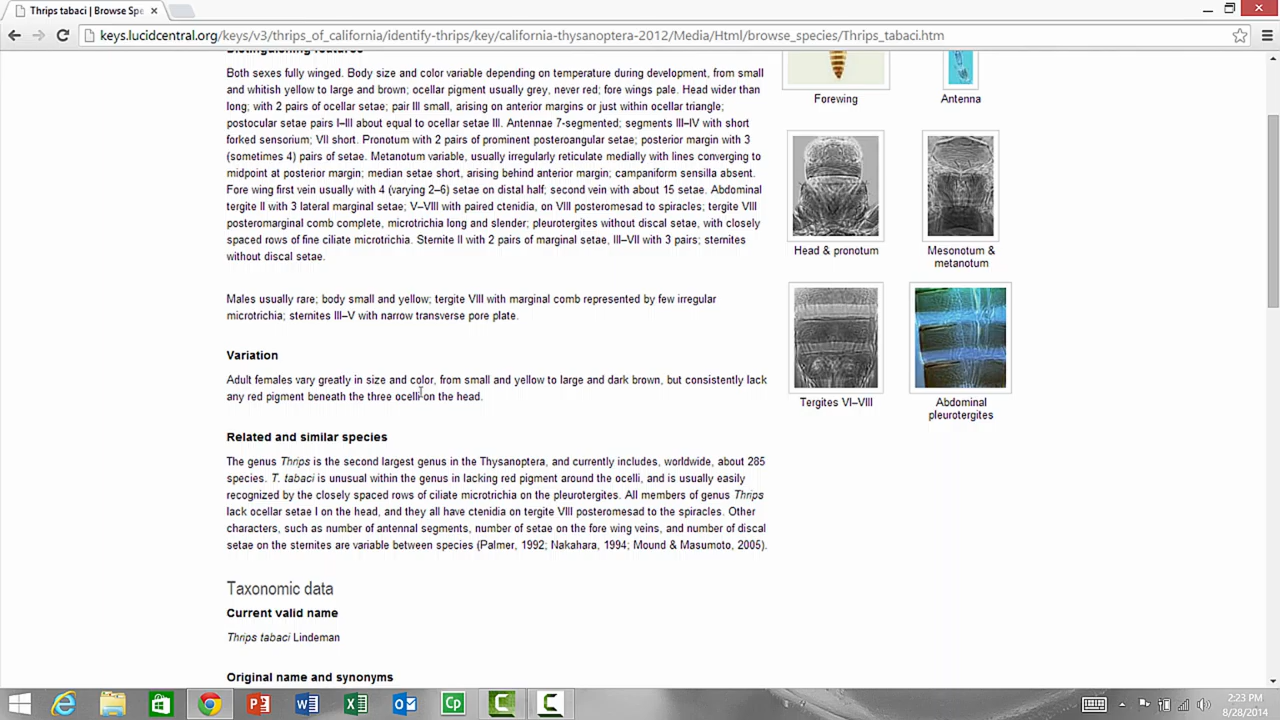 Thrips tabaci | Browse Spe
keys.lucidcentral.org/keys/v3/thrips_of_california/identify-thrips/key/california-thysanoptera-2012/Media/Html/browse_species/Thrips_tabaci.htm
Distinguishing features
Both sexes fully winged. Body size and color variable depending on temperature during development, from small
and whitish yellow to large and brown; ocellar pigment usually grey, never red; fore wings pale. Head wider than
long; with 2 pairs of ocellar setae; pair III small, arising on anterior margins or just within ocellar triangle;
postocular setae pairs I–III about equal to ocellar setae III. Antennae 7-segmented; segments III–IV with short
forked sensorium; VII short. Pronotum with 2 pairs of prominent posteroangular setae; posterior margin with 3
(sometimes 4) pairs of setae. Metanotum variable, usually irregularly reticulate medially with lines converging to
midpoint at posterior margin; median setae short, arising behind anterior margin; campaniform sensilla absent.
Fore wing first vein usually with 4 (varying 2–6) setae on distal half; second vein with about 15 setae. Abdominal
tergite II with 3 lateral marginal setae; V–VIII with paired ctenidia, on VIII posteromesad to spiracles; tergite VIII
posteromarginal comb complete, microtrichia long and slender; pleurotergites without discal setae, with closely
spaced rows of fine ciliate microtrichia. Sternite II with 2 pairs of marginal setae, III–VII with 3 pairs; sternites
without discal setae.
Males usually rare; body small and yellow; tergite VIII with marginal comb represented by few irregular
microtrichia; sternites III–V with narrow transverse pore plate.
Variation
Adult females vary greatly in size and color, from small and yellow to large and dark brown, but consistently lack
any red pigment beneath the three ocelli on the head.
Related and similar species
The genus Thrips is the second largest genus in the Thysanoptera, and currently includes, worldwide, about 285
species. T. tabaci is unusual within the genus in lacking red pigment around the ocelli, and is usually easily
recognized by the closely spaced rows of ciliate microtrichia on the pleurotergites. All members of genus Thrips
lack ocellar setae I on the head, and they all have ctenidia on tergite VIII posteromesad to the spiracles. Other
characters, such as number of antennal segments, number of setae on the fore wing veins, and number of discal
setae on the sternites are variable between species (Palmer, 1992; Nakahara, 1994; Mound & Masumoto, 2005).
Taxonomic data
Current valid name
Thrips tabaci Lindeman
Original name and synonyms
Forewing
Antenna
Head & pronotum
Mesonotum &
metanotum
Tergites VI–VIII
Abdominal
pleurotergites
2:23 PM
8/28/2014